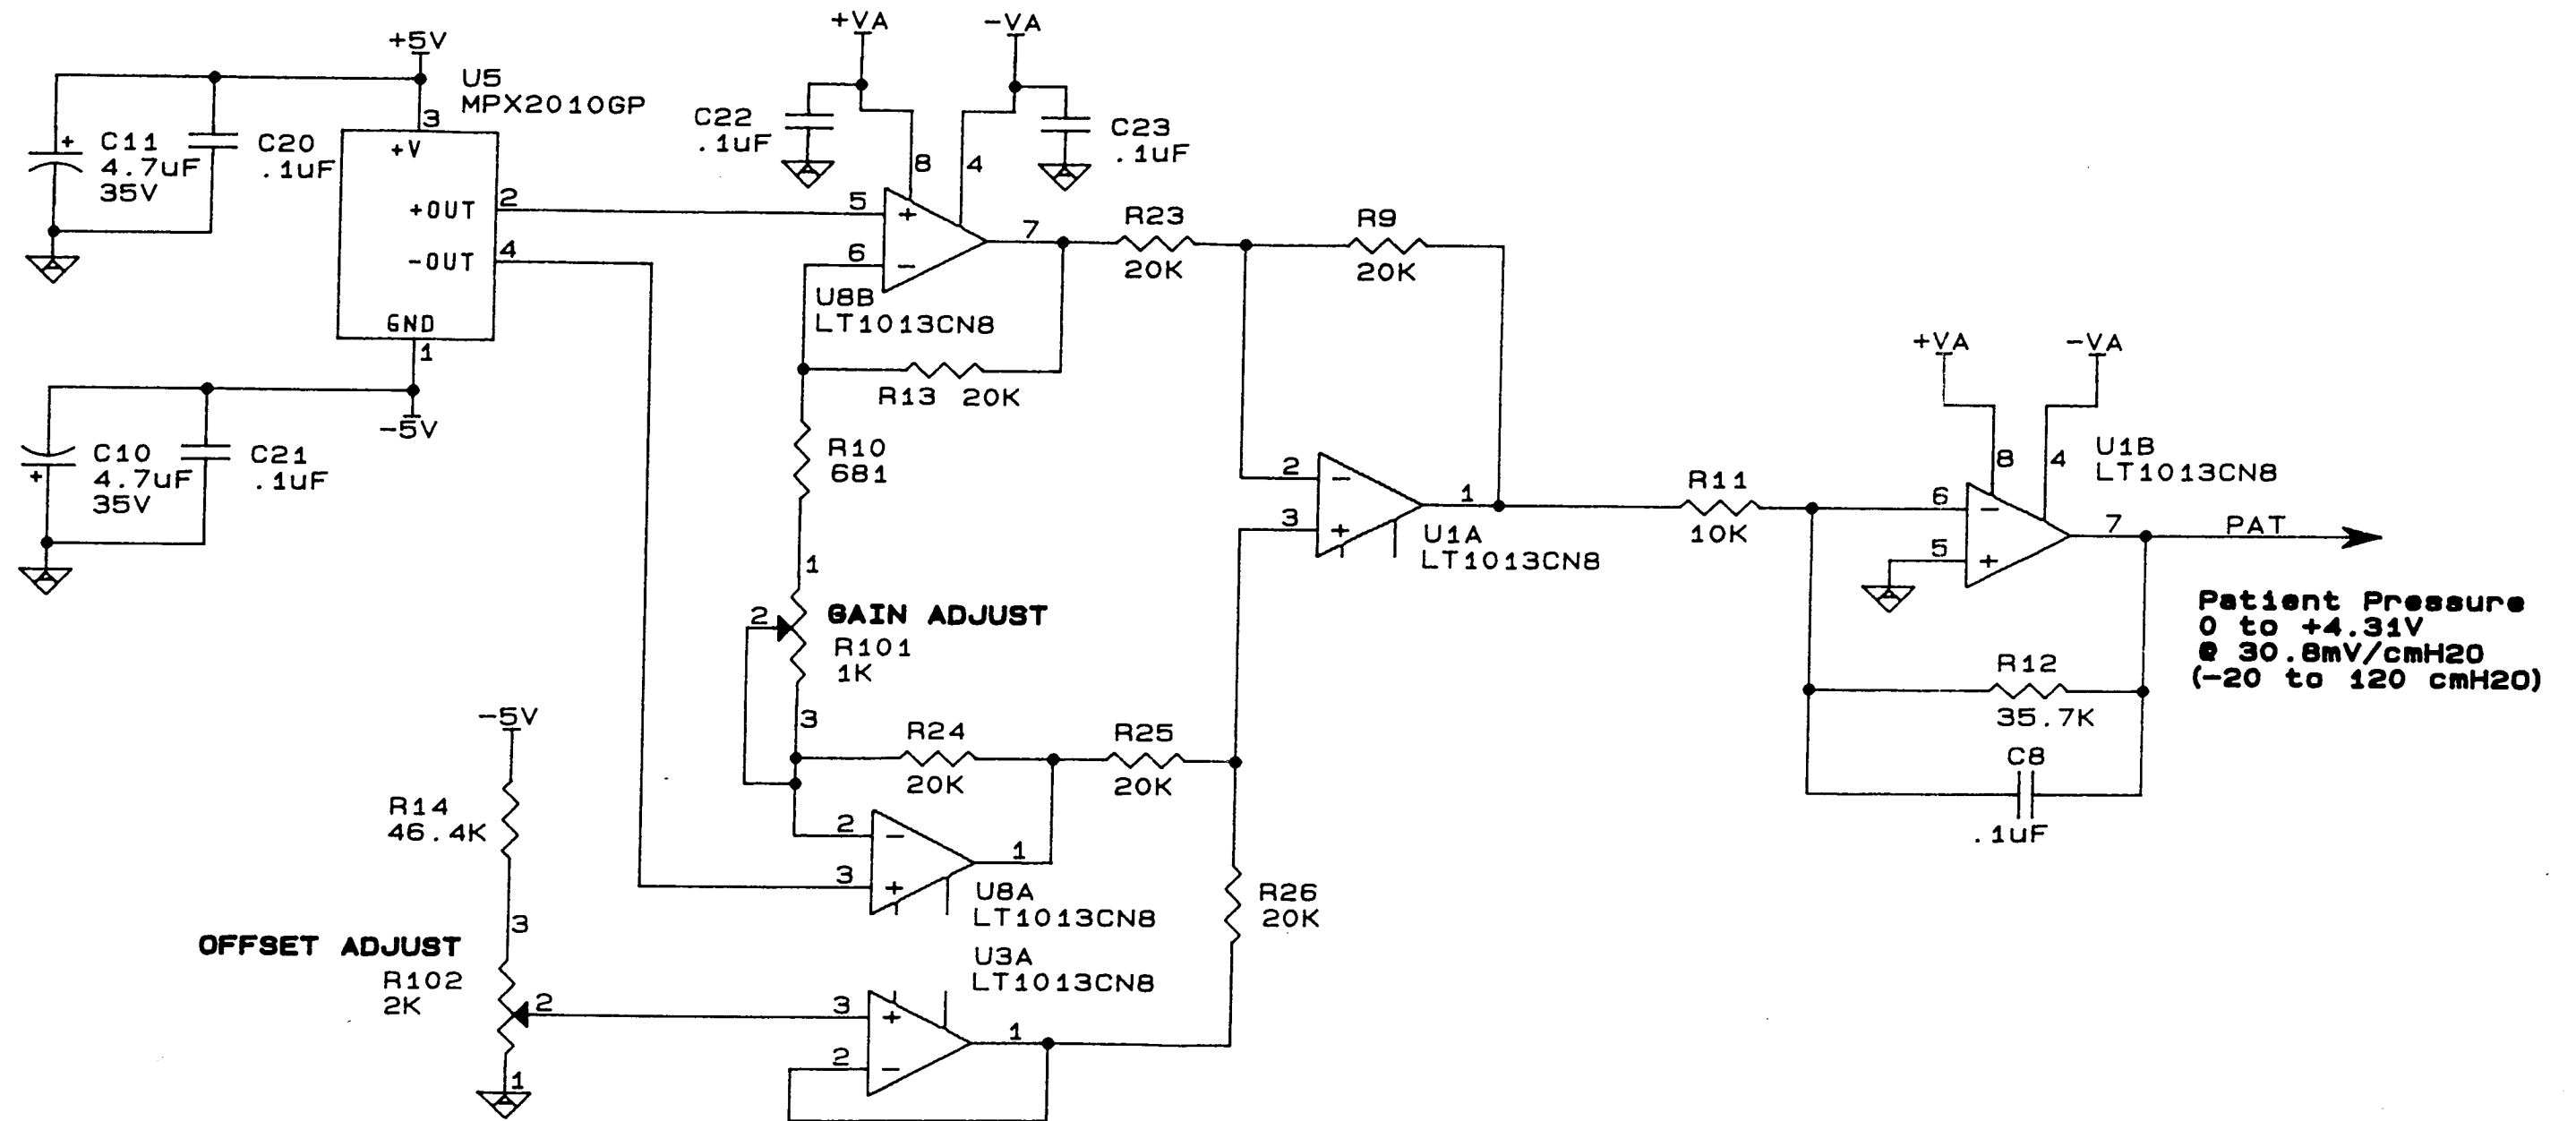 +5V
U5
MPX2010GP
3
+V
+OUT
2
-OUT
4
GND
1
-5V
C11
4.7uF
35V
+
C20
.1uF
C10
4.7uF
35V
+
C21
.1uF
+VA
-VA
C22
.1uF
C23
.1uF
8
4
5
+
6
-
7
U8B
LT1013CN8
R23
20K
R9
20K
R13 20K
R10
681
1
2
GAIN ADJUST
R101
1K
3
R24
20K
R25
20K
2
-
3
+
1
U8A
LT1013CN8
-5V
R14
46.4K
3
OFFSET ADJUST
R102
2K
2
1
U3A
LT1013CN8
3
+
2
-
1
R26
20K
2
-
3
+
1
U1A
LT1013CN8
R11
10K
+VA
-VA
8
4
U1B
LT1013CN8
6
-
5
+
7
PAT
Patient Pressure
0 to +4.31V
@ 30.8mV/cmH2O
(-20 to 120 cmH2O)
R12
35.7K
C8
.1uF